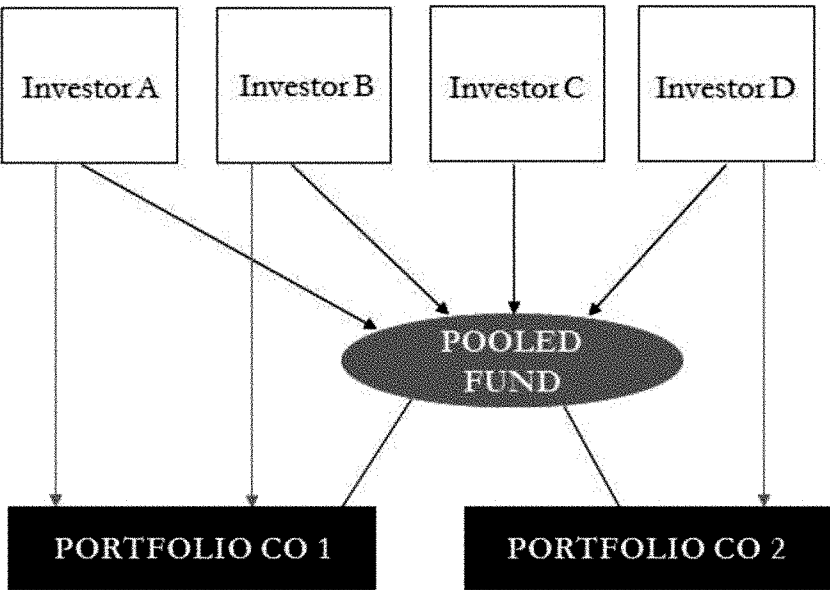 Investor A
Investor B
Investor C
Investor D
POOLED
FUND
PORTFOLIO CO 1
PORTFOLIO CO 2